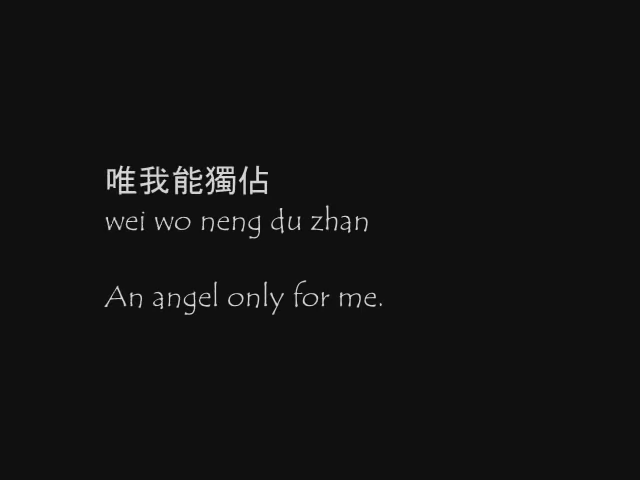 唯我能獨佔
wei wo neng du zhan
An angel only for me.